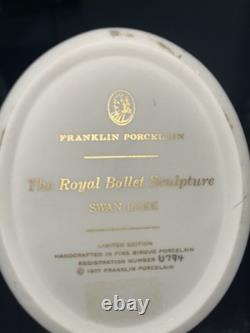 FRANKLIN PORCELAIN
The Royal Ballet Sculpture
SWAN LAKE
LIMITED EDITION
HANDCRAFTED IN FINE BISQUE PORCELAIN
REGISTRATION NUMBER U794
© 1977 FRANKLIN PORCELAIN
ebay